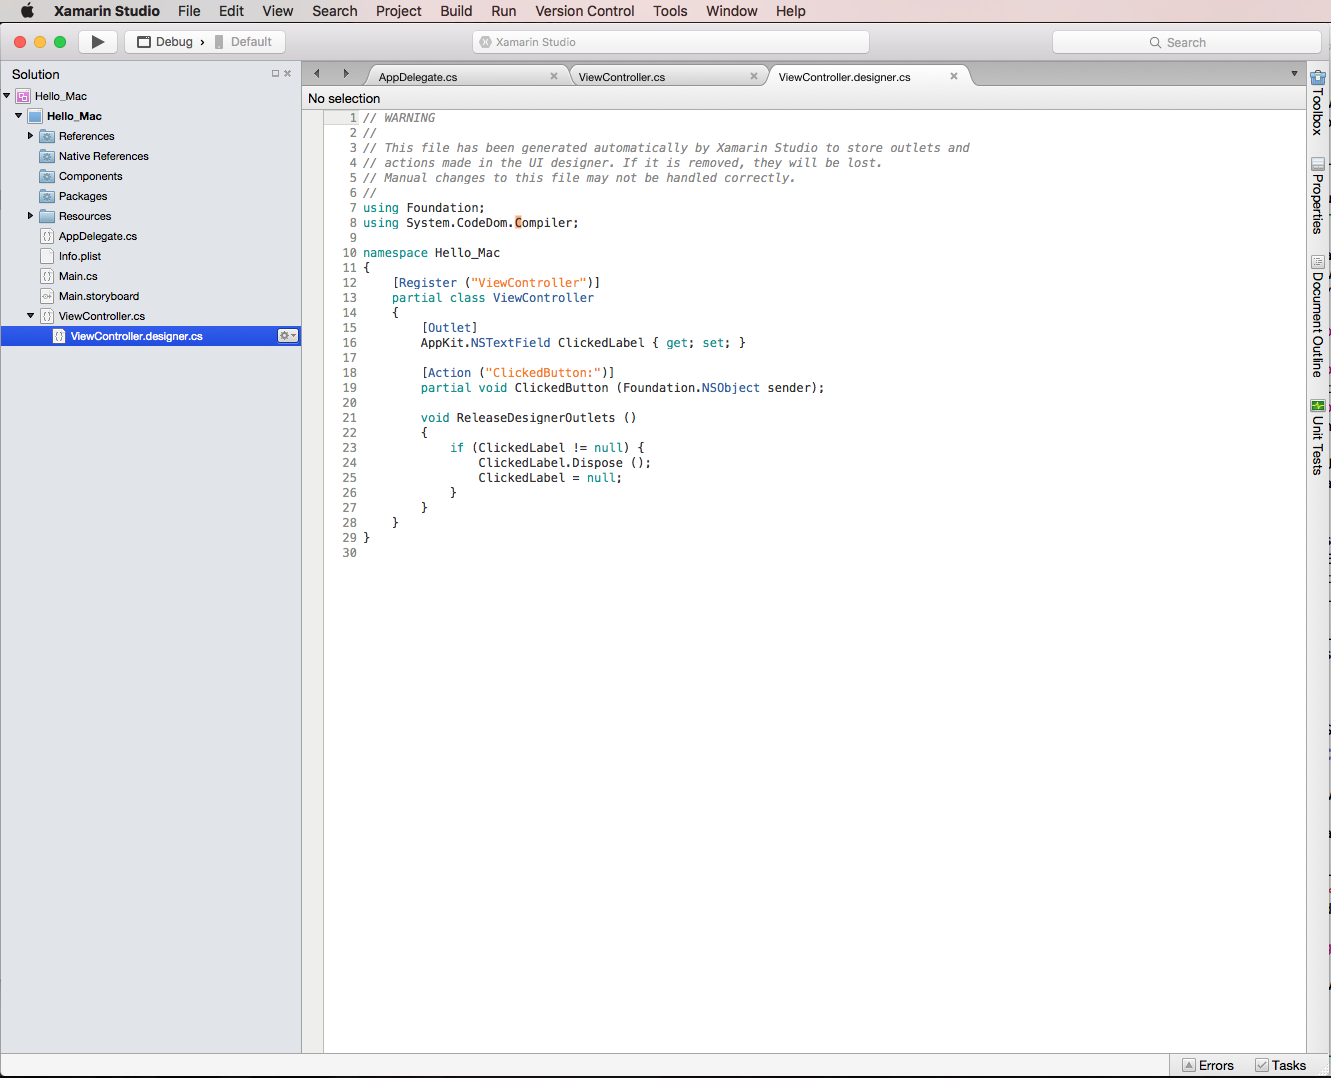 Xamarin Studio File Edit View Search Project Build Run Version Control Tools Window Help
Debug › Default
Xamarin Studio
Search
Solution
AppDelegate.cs
ViewController.cs
ViewController.designer.cs
No selection
Hello_Mac
Hello_Mac
References
Native References
Components
Packages
Resources
AppDelegate.cs
Info.plist
Main.cs
Main.storyboard
ViewController.cs
ViewController.designer.cs
1 // WARNING
2 //
3 // This file has been generated automatically by Xamarin Studio to store outlets and
4 // actions made in the UI designer. If it is removed, they will be lost.
5 // Manual changes to this file may not be handled correctly.
6 //
7 using Foundation;
8 using System.CodeDom.Compiler;
9
10 namespace Hello_Mac
11 {
12     [Register ("ViewController")]
13     partial class ViewController
14     {
15         [Outlet]
16         AppKit.NSTextField ClickedLabel { get; set; }
17
18         [Action ("ClickedButton:")]
19         partial void ClickedButton (Foundation.NSObject sender);
20
21         void ReleaseDesignerOutlets ()
22         {
23             if (ClickedLabel != null) {
24                 ClickedLabel.Dispose ();
25                 ClickedLabel = null;
26             }
27         }
28     }
29 }
30
Toolbox
Properties
Document Outline
Unit Tests
Errors
Tasks